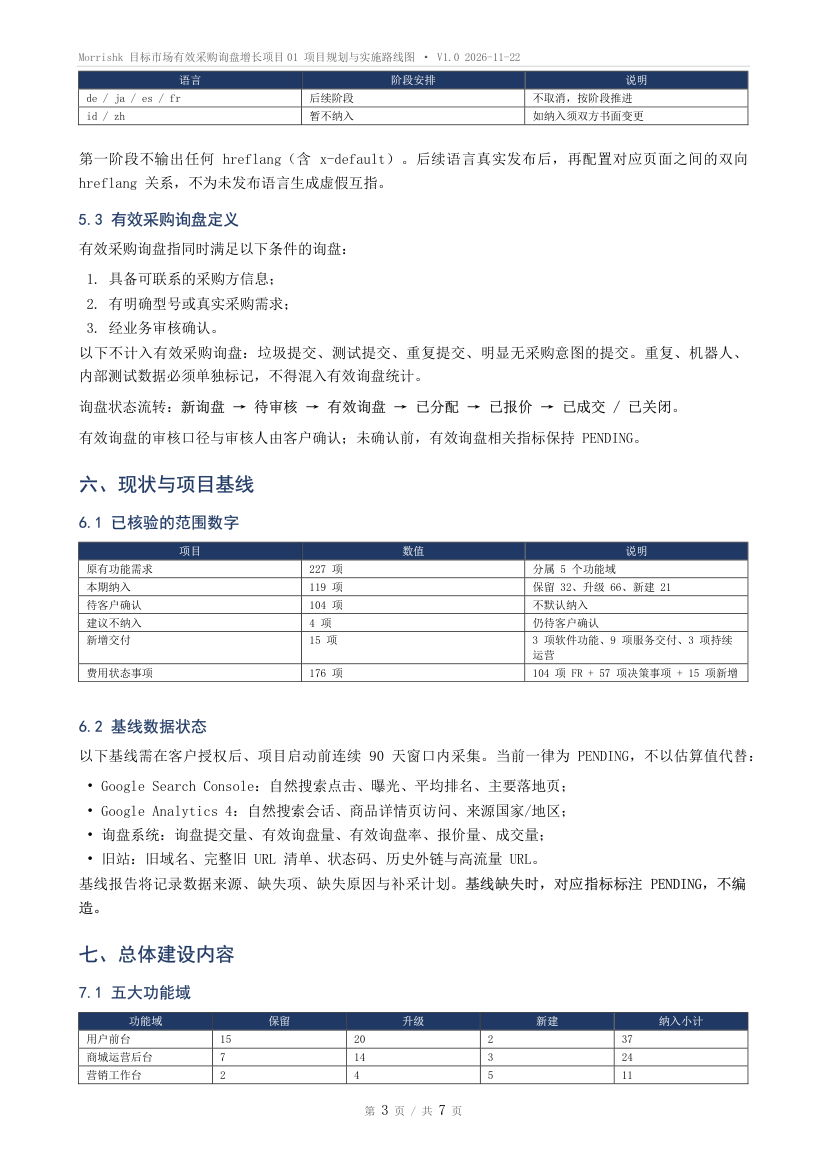 Morrishk 目标市场有效采购询盘增长项目01 项目规划与实施路线图 • V1.0 2026-11-22
语言 阶段安排 说明
de / ja / es / fr 后续阶段 不取消，按阶段推进
id / zh 暂不纳入 如纳入须双方书面变更
第一阶段不输出任何 hreflang（含 x-default）。后续语言真实发布后，再配置对应页面之间的双向
hreflang 关系，不为未发布语言生成虚假互指。
5.3 有效采购询盘定义
有效采购询盘指同时满足以下条件的询盘：
1. 具备可联系的采购方信息；
2. 有明确型号或真实采购需求；
3. 经业务审核确认。
以下不计入有效采购询盘：垃圾提交、测试提交、重复提交、明显无采购意图的提交。重复、机器人、
内部测试数据必须单独标记，不得混入有效询盘统计。
询盘状态流转：新询盘 → 待审核 → 有效询盘 → 已分配 → 已报价 → 已成交 / 已关闭。
有效询盘的审核口径与审核人由客户确认；未确认前，有效询盘相关指标保持 PENDING。
六、现状与项目基线
6.1 已核验的范围数字
项目 数值 说明
原有功能需求 227 项 分属 5 个功能域
本期纳入 119 项 保留 32、升级 66、新建 21
待客户确认 104 项 不默认纳入
建议不纳入 4 项 仍待客户确认
新增交付 15 项 3 项软件功能、9 项服务交付、3 项持续
运营
费用状态事项 176 项 104 项 FR + 57 项决策事项 + 15 项新增
6.2 基线数据状态
以下基线需在客户授权后、项目启动前连续 90 天窗口内采集。当前一律为 PENDING，不以估算值代替：
• Google Search Console：自然搜索点击、曝光、平均排名、主要落地页；
• Google Analytics 4：自然搜索会话、商品详情页访问、来源国家/地区；
• 询盘系统：询盘提交量、有效询盘量、有效询盘率、报价量、成交量；
• 旧站：旧域名、完整旧 URL 清单、状态码、历史外链与高流量 URL。
基线报告将记录数据来源、缺失项、缺失原因与补采计划。基线缺失时，对应指标标注 PENDING，不编
造。
七、总体建设内容
7.1 五大功能域
功能域 保留 升级 新建 纳入小计
用户前台 15 20 2 37
商城运营后台 7 14 3 24
营销工作台 2 4 5 11
第 3 页 / 共 7 页